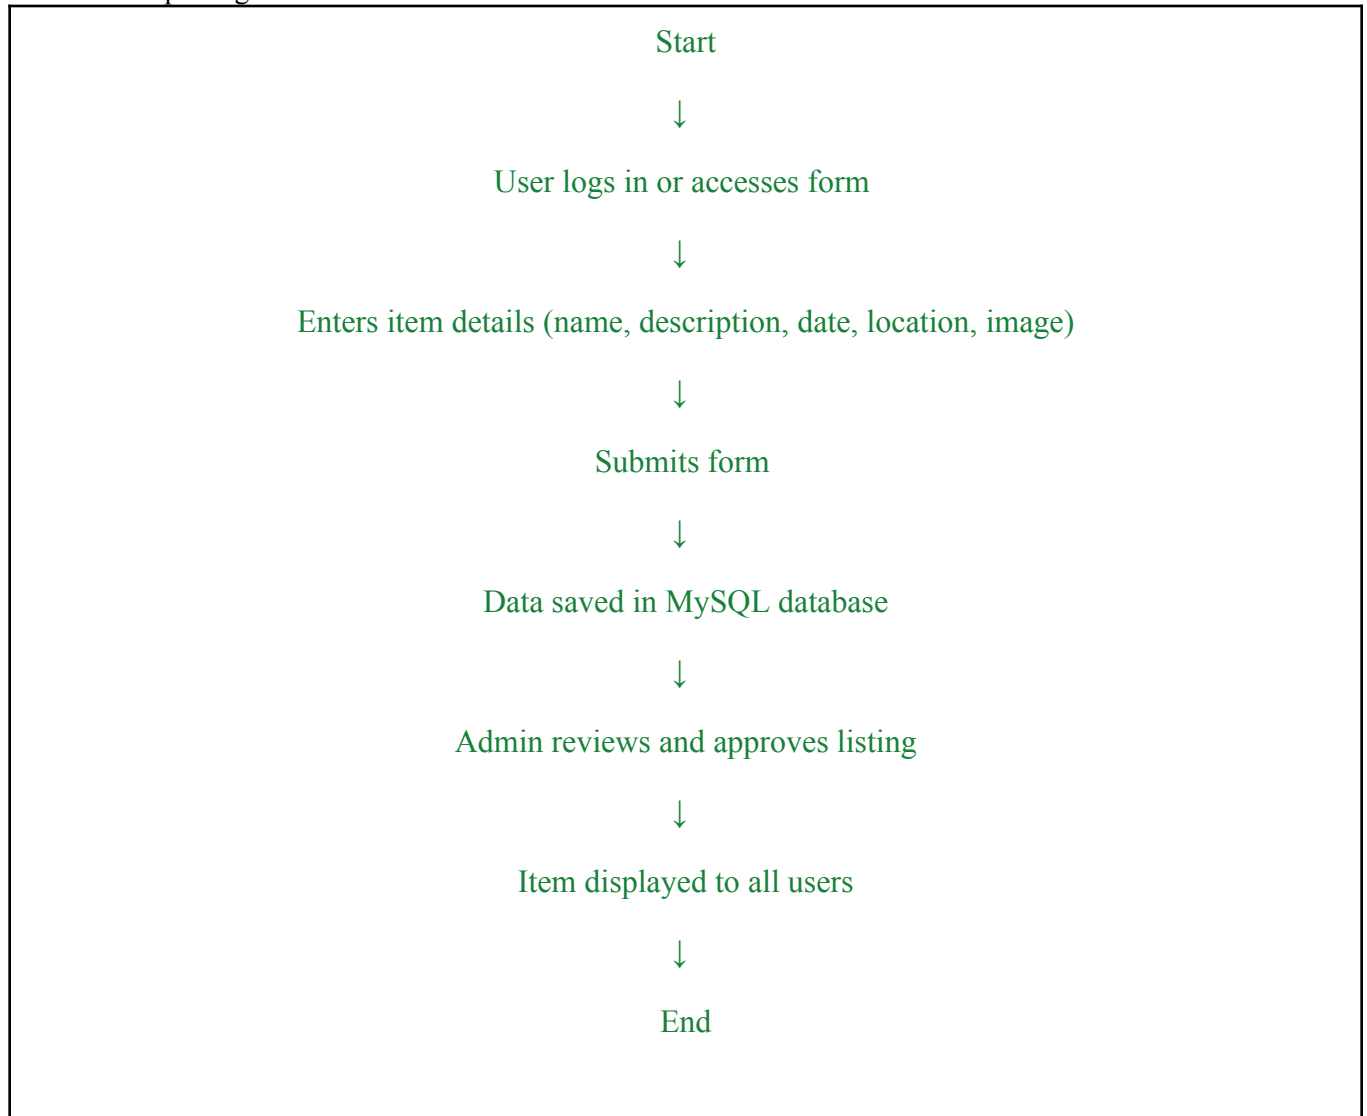 Start
↓
User logs in or accesses form
↓
Enters item details (name, description, date, location, image)
↓
Submits form
↓
Data saved in MySQL database
↓
Admin reviews and approves listing
↓
Item displayed to all users
↓
End